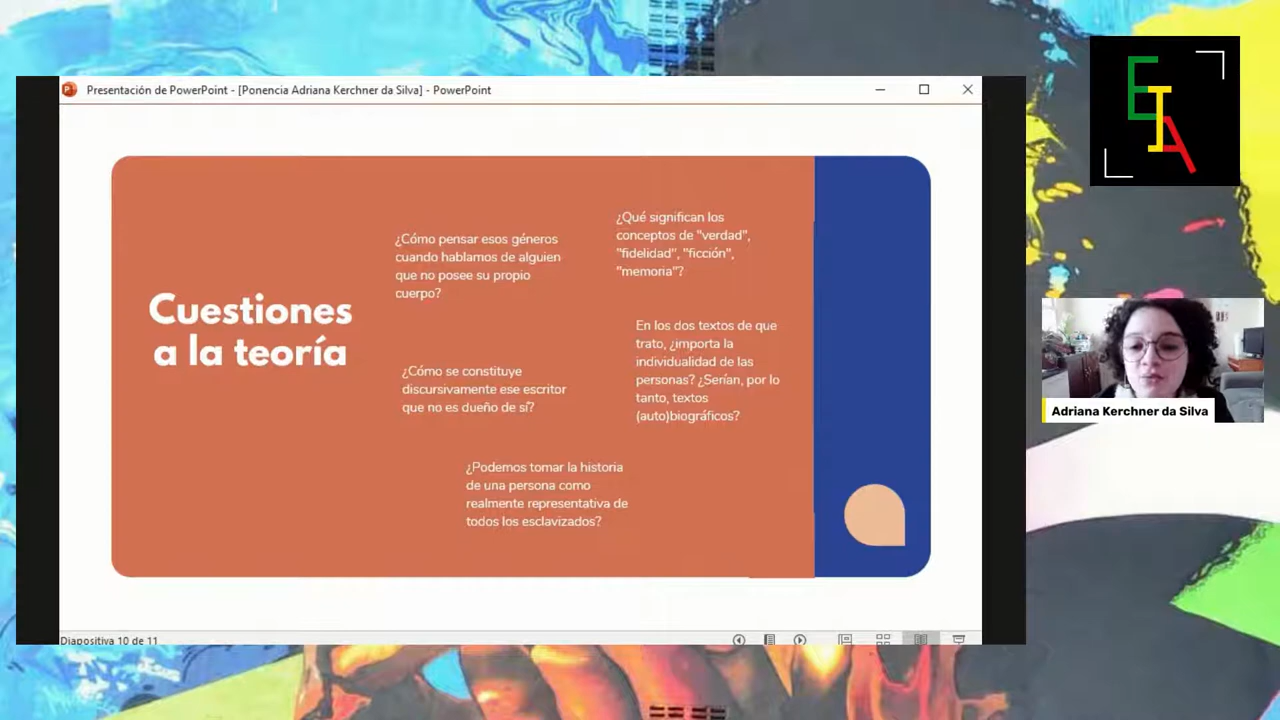 Presentación de PowerPoint - [Ponencia Adriana Kerchner da Silva] - PowerPoint
EIA
Cuestiones
a la teoría
¿Cómo pensar esos géneros
cuando hablamos de alguien
que no posee su propio
cuerpo?
¿Qué significan los
conceptos de "verdad",
"fidelidad", "ficción",
"memoria"?
¿Cómo se constituye
discursivamente ese escritor
que no es dueño de sí?
En los dos textos de que
trato, ¿importa la
individualidad de las
personas? ¿Serían, por lo
tanto, textos
(auto)biográficos?
¿Podemos tomar la historia
de una persona como
realmente representativa de
todos los esclavizados?
Adriana Kerchner da Silva
Diapositiva 10 de 11